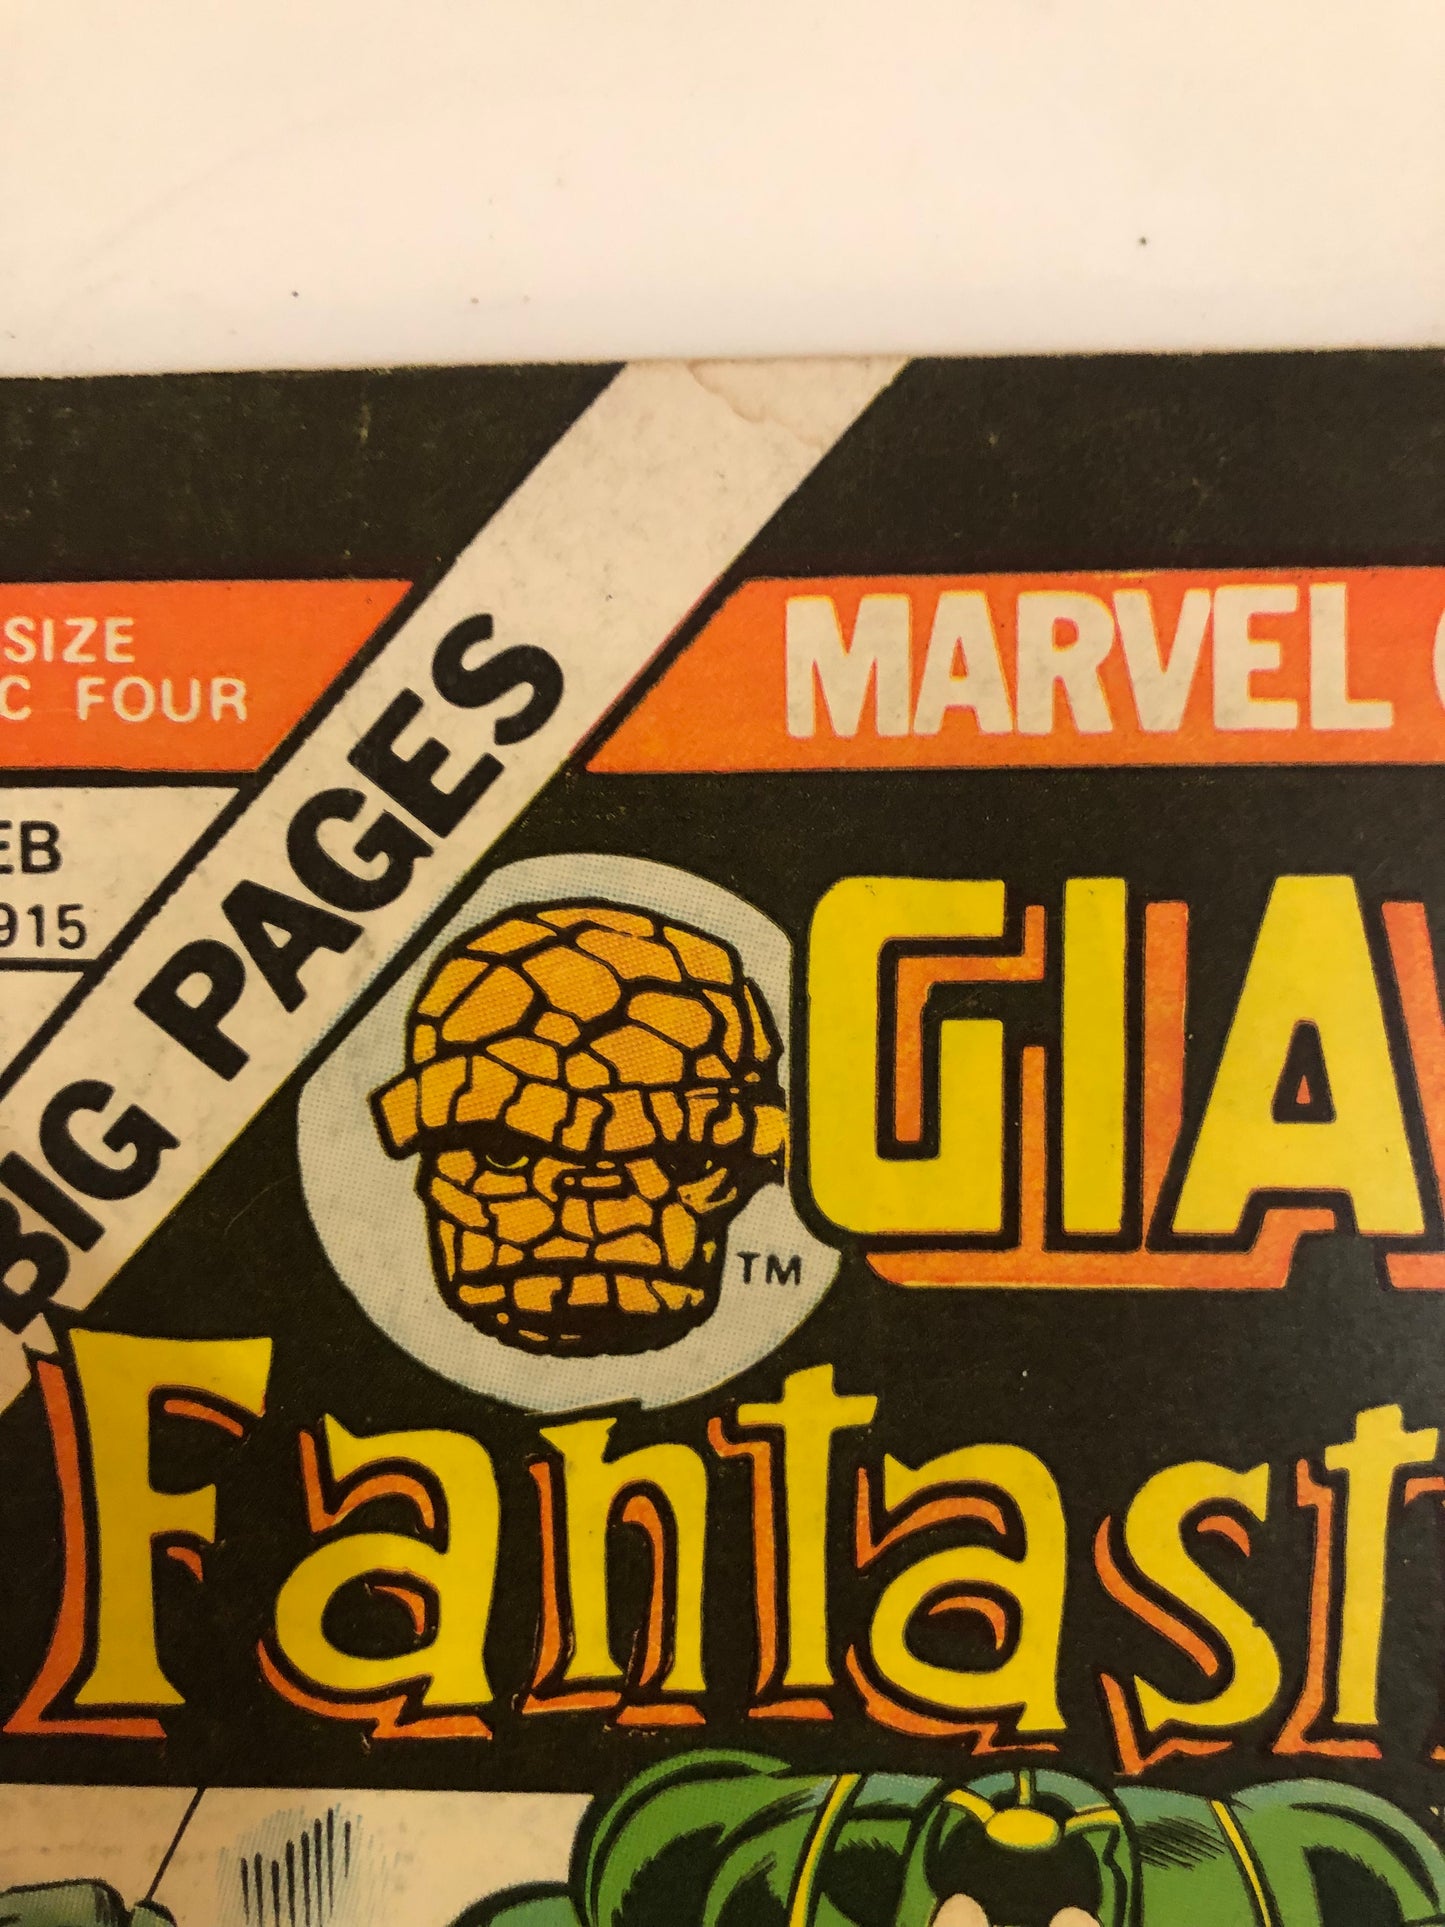 SIZE
C FOUR
EB
915
BIG PAGES
MARVEL
TM
GIA
Fantast